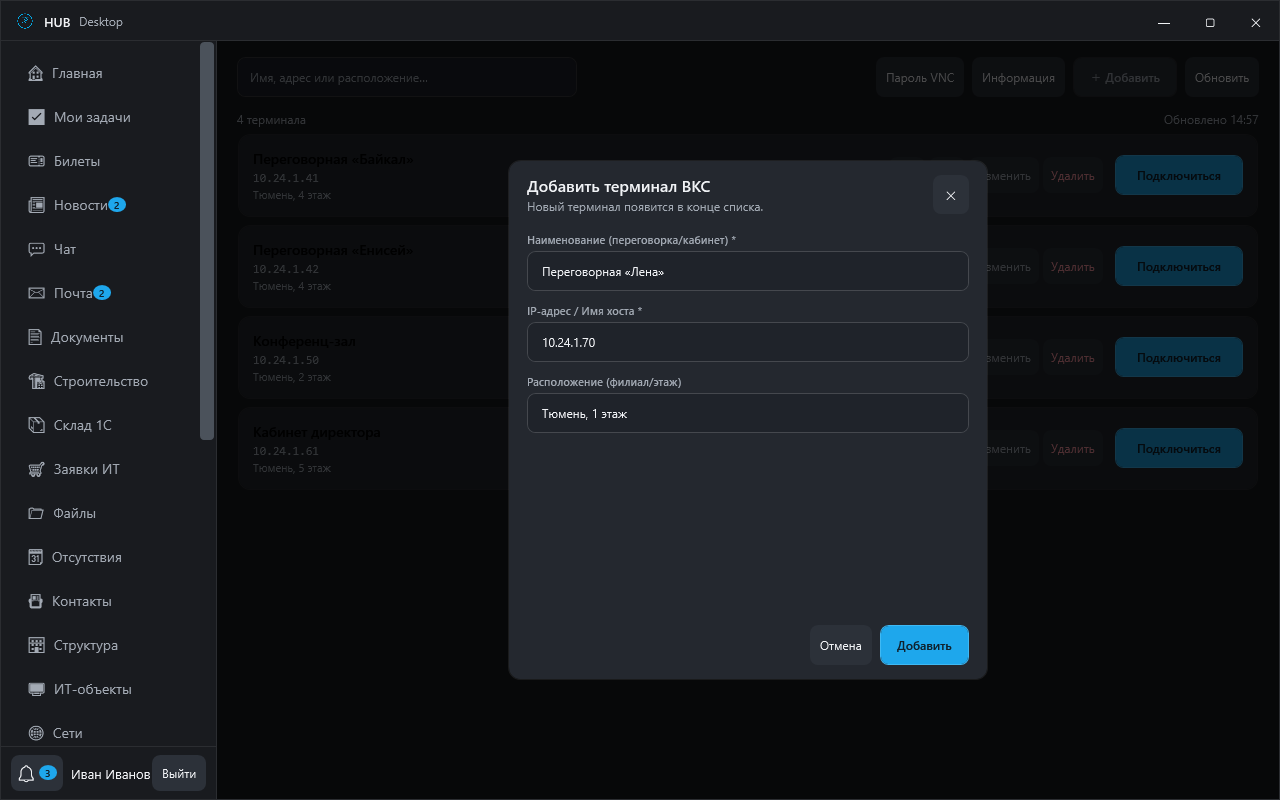 HUB Desktop
Главная
Мои задачи
Билеты
Новости 2
Чат
Почта 2
Документы
Строительство
Склад 1С
Заявки ИТ
Файлы
31 Отсутствия
Контакты
Структура
ИТ-объекты
Сети
3 Иван Иванов Выйти
Имя, адрес или расположение...
Пароль VNC Информация + Добавить Обновить
4 терминала Обновлено 14:57
Переговорная «Байкал»
10.24.1.41
Тюмень, 4 этаж
Удалить Подключиться
Переговорная «Енисей»
10.24.1.42
Тюмень, 4 этаж
Удалить Подключиться
Конференц-зал
10.24.1.50
Тюмень, 2 этаж
Удалить Подключиться
Кабинет директора
10.24.1.61
Тюмень, 5 этаж
Удалить Подключиться
Добавить терминал ВКС
Новый терминал появится в конце списка.
Наименование (переговорка/кабинет) *
Переговорная «Лена»
IP-адрес / Имя хоста *
10.24.1.70
Расположение (филиал/этаж)
Тюмень, 1 этаж
Отмена Добавить